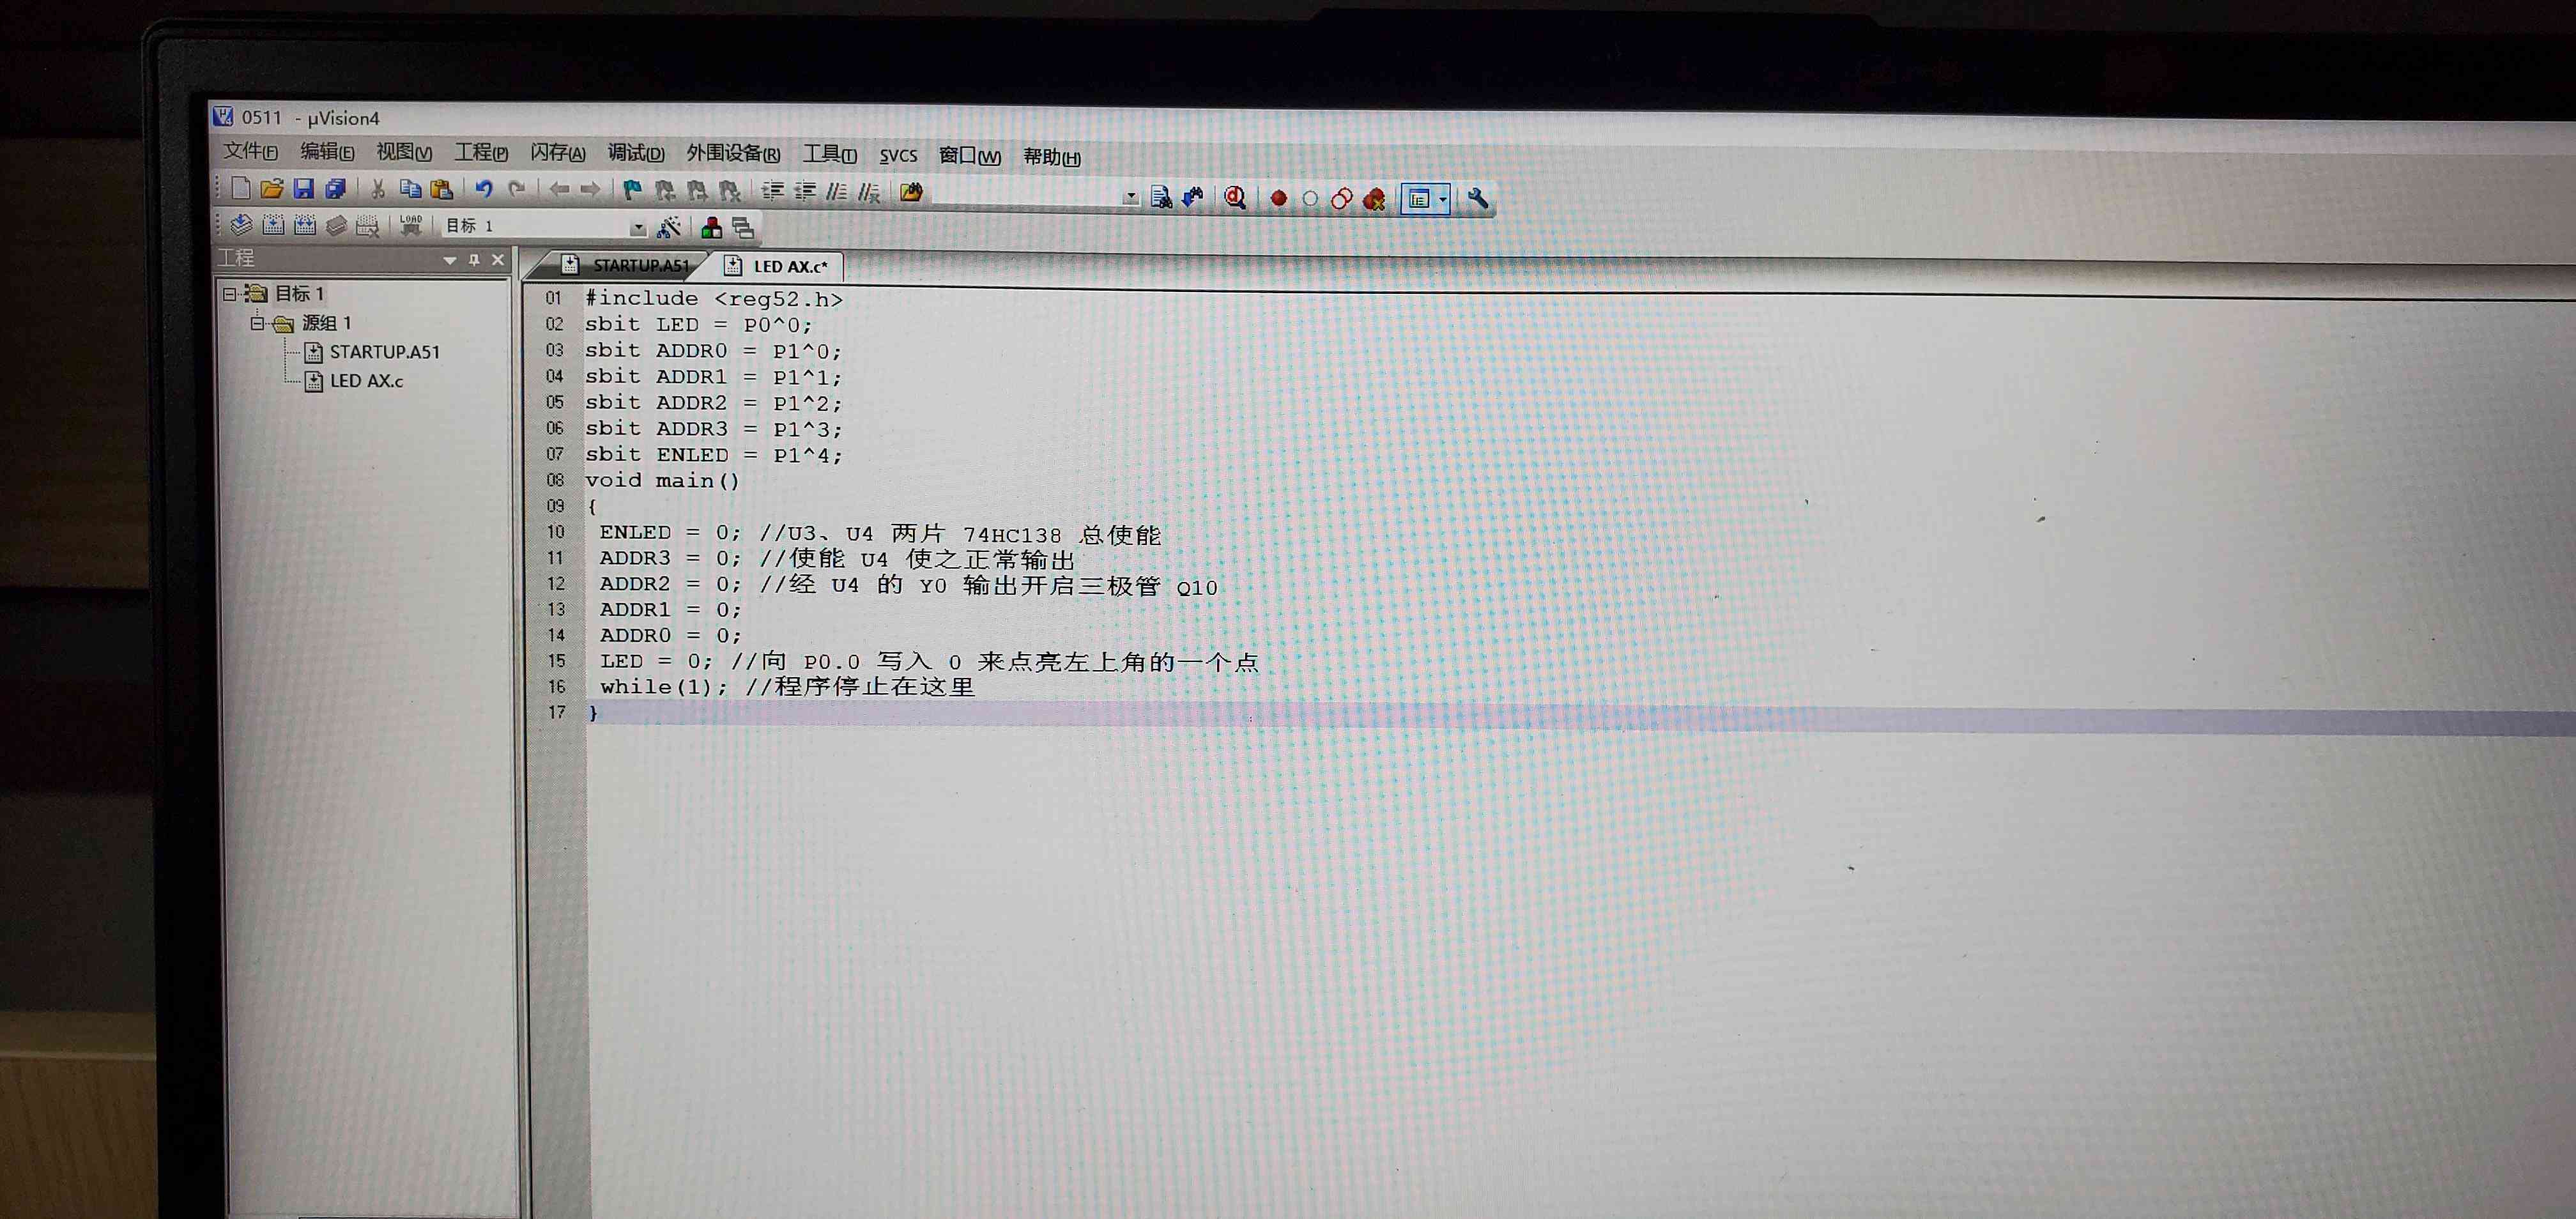 0511 - µVision4
文件(F) 编辑(E) 视图(V) 工程(P) 闪存(A) 调试(D) 外围设备(R) 工具(T) SVCS 窗口(W) 帮助(H)
LOAD 目标 1
工程
STARTUP.A51 LED AX.c*
目标 1
源组 1
STARTUP.A51
LED AX.c
01 #include <reg52.h>
02 sbit LED = P0^0;
03 sbit ADDR0 = P1^0;
04 sbit ADDR1 = P1^1;
05 sbit ADDR2 = P1^2;
06 sbit ADDR3 = P1^3;
07 sbit ENLED = P1^4;
08 void main()
09 {
10 ENLED = 0; //U3、U4 两片 74HC138 总使能
11 ADDR3 = 0; //使能 U4 使之正常输出
12 ADDR2 = 0; //经 U4 的 Y0 输出开启三极管 Q10
13 ADDR1 = 0;
14 ADDR0 = 0;
15 LED = 0; //向 P0.0 写入 0 来点亮左上角的一个点
16 while(1); //程序停止在这里
17 }